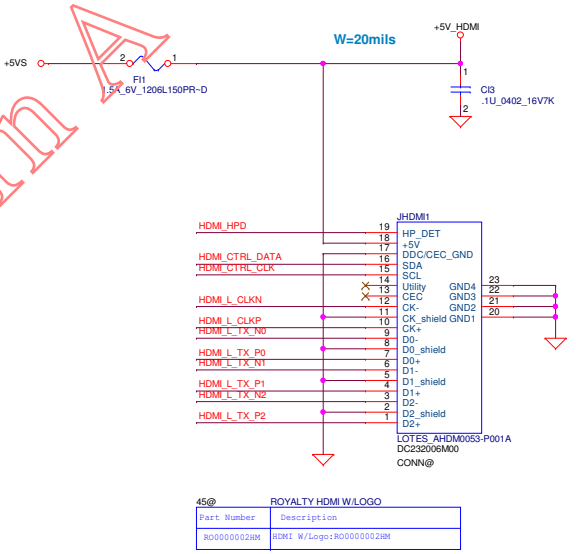 W=20mils
+5V_HDMI
+5VS
2
1
FI1
.5A_6V_1206L150PR~D
1
CI3
.1U_0402_16V7K
2
JHDMI1
HDMI_HPD 19 HP_DET
18 +5V
17 DDC/CEC_GND
HDMI_CTRL_DATA 16 SDA
HDMI_CTRL_CLK 15 SCL
14 Utility GND4 23
13 CEC GND3 22
HDMI_L_CLKN 12 CK- GND2 21
11 CK_shield GND1 20
HDMI_L_CLKP 10 CK+
HDMI_L_TX_N0 9 D0-
8 D0_shield
HDMI_L_TX_P0 7 D0+
HDMI_L_TX_N1 6 D1-
5 D1_shield
HDMI_L_TX_P1 4 D1+
HDMI_L_TX_N2 3 D2-
2 D2_shield
HDMI_L_TX_P2 1 D2+
LOTES_AHDM0053-P001A
DC232006M00
CONN@
45@ ROYALTY HDMI W/LOGO
Part Number Description
RO0000002HM HDMI W/Logo:RO0000002HM